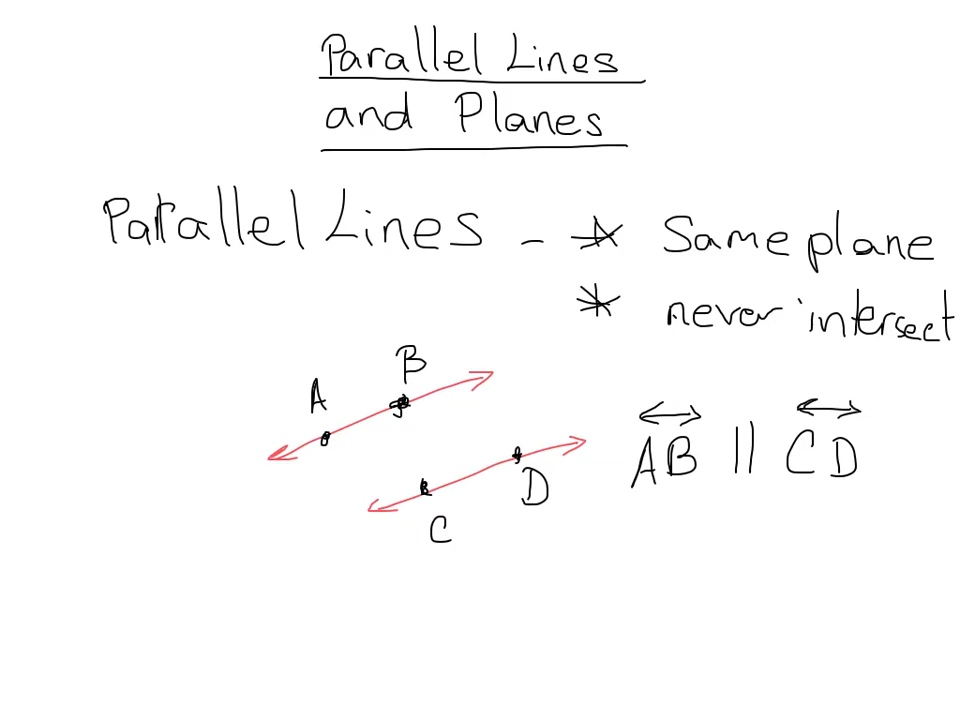 Parallel Lines
and Planes
Parallel Lines - * Same plane
* never intersect
A
B
C
D
AB || CD